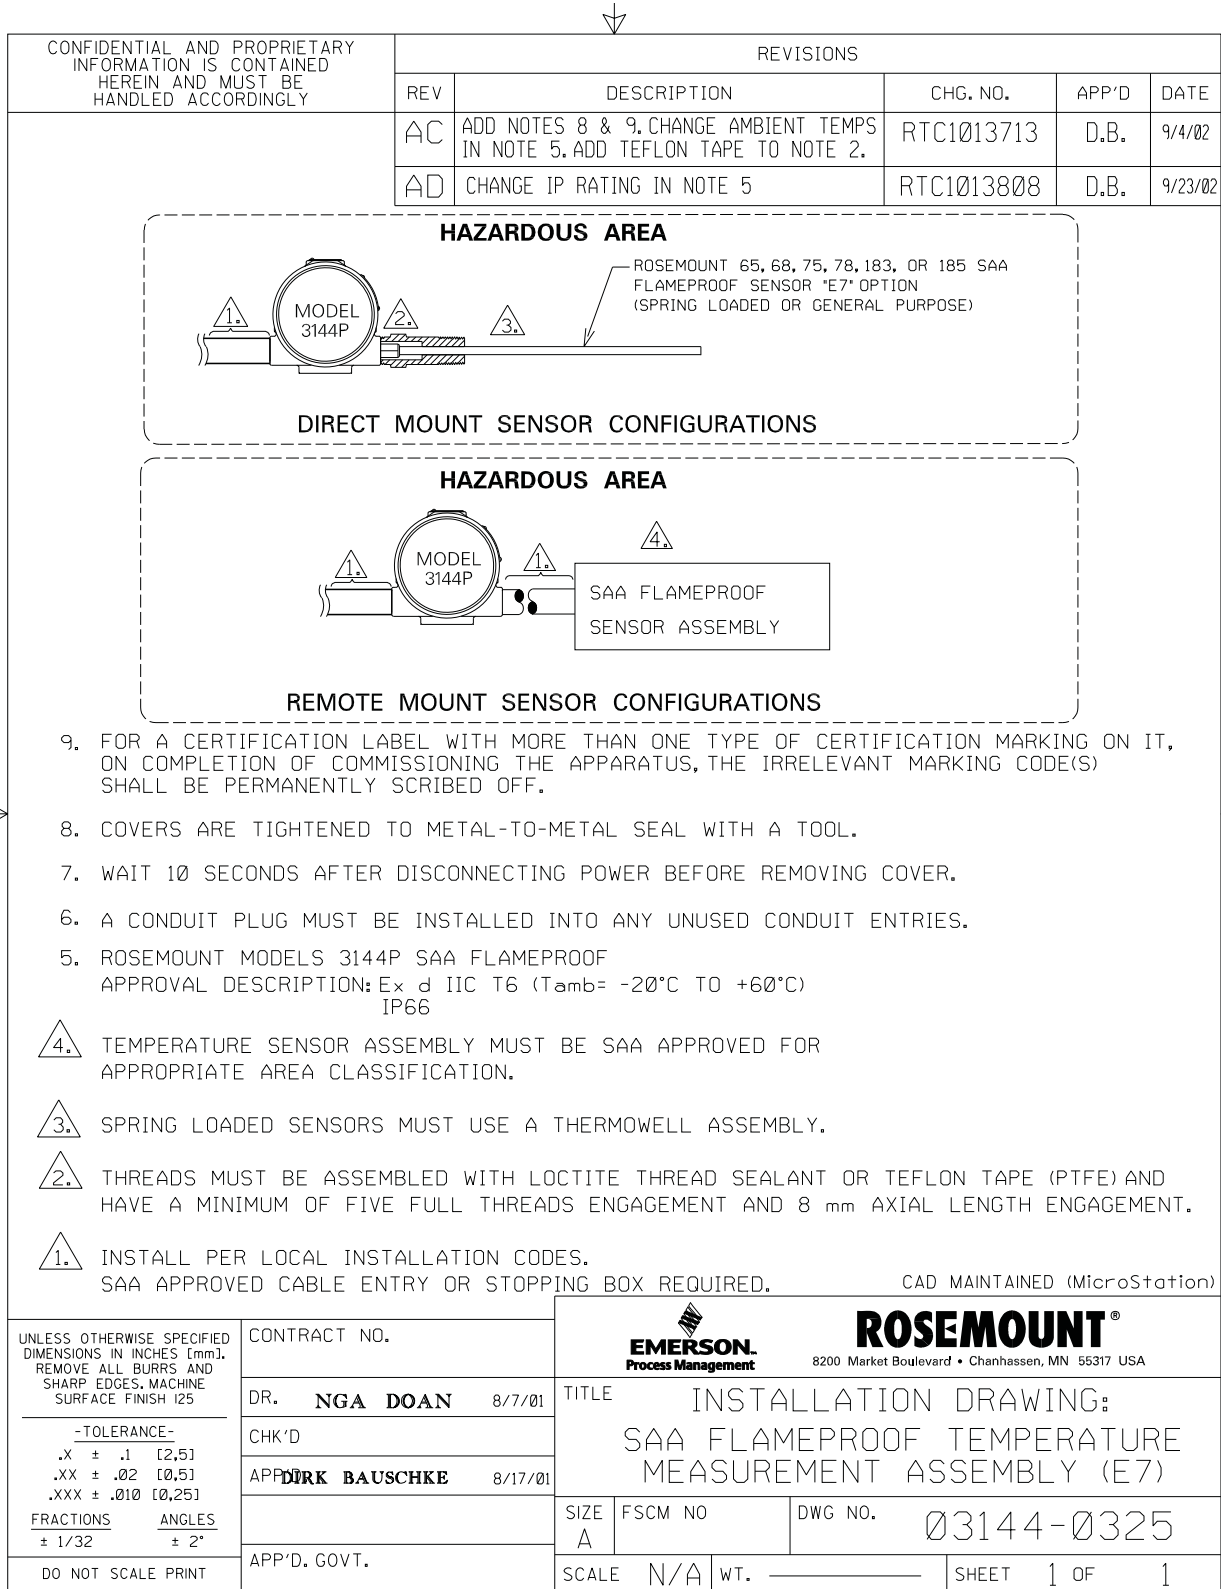 CONFIDENTIAL AND PROPRIETARY
INFORMATION IS CONTAINED
HEREIN AND MUST BE
HANDLED ACCORDINGLY
REVISIONS
REV DESCRIPTION CHG. NO. APP'D DATE
AC ADD NOTES 8 & 9. CHANGE AMBIENT TEMPS
IN NOTE 5. ADD TEFLON TAPE TO NOTE 2. RTC1013713 D.B. 9/4/02
AD CHANGE IP RATING IN NOTE 5 RTC1013808 D.B. 9/23/02
HAZARDOUS AREA
ROSEMOUNT 65, 68, 75, 78, 183, OR 185 SAA
FLAMEPROOF SENSOR "E7" OPTION
(SPRING LOADED OR GENERAL PURPOSE)
1. MODEL 2. 3.
3144P
DIRECT MOUNT SENSOR CONFIGURATIONS
HAZARDOUS AREA
4.
1. MODEL 1.
3144P
SAA FLAMEPROOF
SENSOR ASSEMBLY
REMOTE MOUNT SENSOR CONFIGURATIONS
9. FOR A CERTIFICATION LABEL WITH MORE THAN ONE TYPE OF CERTIFICATION MARKING ON IT,
ON COMPLETION OF COMMISSIONING THE APPARATUS, THE IRRELEVANT MARKING CODE(S)
SHALL BE PERMANENTLY SCRIBED OFF.
8. COVERS ARE TIGHTENED TO METAL-TO-METAL SEAL WITH A TOOL.
7. WAIT 10 SECONDS AFTER DISCONNECTING POWER BEFORE REMOVING COVER.
6. A CONDUIT PLUG MUST BE INSTALLED INTO ANY UNUSED CONDUIT ENTRIES.
5. ROSEMOUNT MODELS 3144P SAA FLAMEPROOF
APPROVAL DESCRIPTION: Ex d IIC T6 (Tamb= -20°C TO +60°C)
IP66
4. TEMPERATURE SENSOR ASSEMBLY MUST BE SAA APPROVED FOR
APPROPRIATE AREA CLASSIFICATION.
3. SPRING LOADED SENSORS MUST USE A THERMOWELL ASSEMBLY.
2. THREADS MUST BE ASSEMBLED WITH LOCTITE THREAD SEALANT OR TEFLON TAPE (PTFE) AND
HAVE A MINIMUM OF FIVE FULL THREADS ENGAGEMENT AND 8 mm AXIAL LENGTH ENGAGEMENT.
1. INSTALL PER LOCAL INSTALLATION CODES.
SAA APPROVED CABLE ENTRY OR STOPPING BOX REQUIRED.
CAD MAINTAINED (MicroStation)
UNLESS OTHERWISE SPECIFIED
DIMENSIONS IN INCHES [mm].
REMOVE ALL BURRS AND
SHARP EDGES. MACHINE
SURFACE FINISH 125
-TOLERANCE-
.X ± .1 [2,5]
.XX ± .02 [0,5]
.XXX ± .010 [0,25]
FRACTIONS ANGLES
± 1/32 ± 2°
DO NOT SCALE PRINT
CONTRACT NO.
DR. NGA DOAN 8/7/01
CHK'D
APP'D. DIRK BAUSCHKE 8/17/01
APP'D. GOVT.
EMERSON.
Process Management
ROSEMOUNT®
8200 Market Boulevard • Chanhassen, MN 55317 USA
TITLE INSTALLATION DRAWING:
SAA FLAMEPROOF TEMPERATURE
MEASUREMENT ASSEMBLY (E7)
SIZE FSCM NO DWG NO. 03144-0325
A
SCALE N/A WT. SHEET 1 OF 1